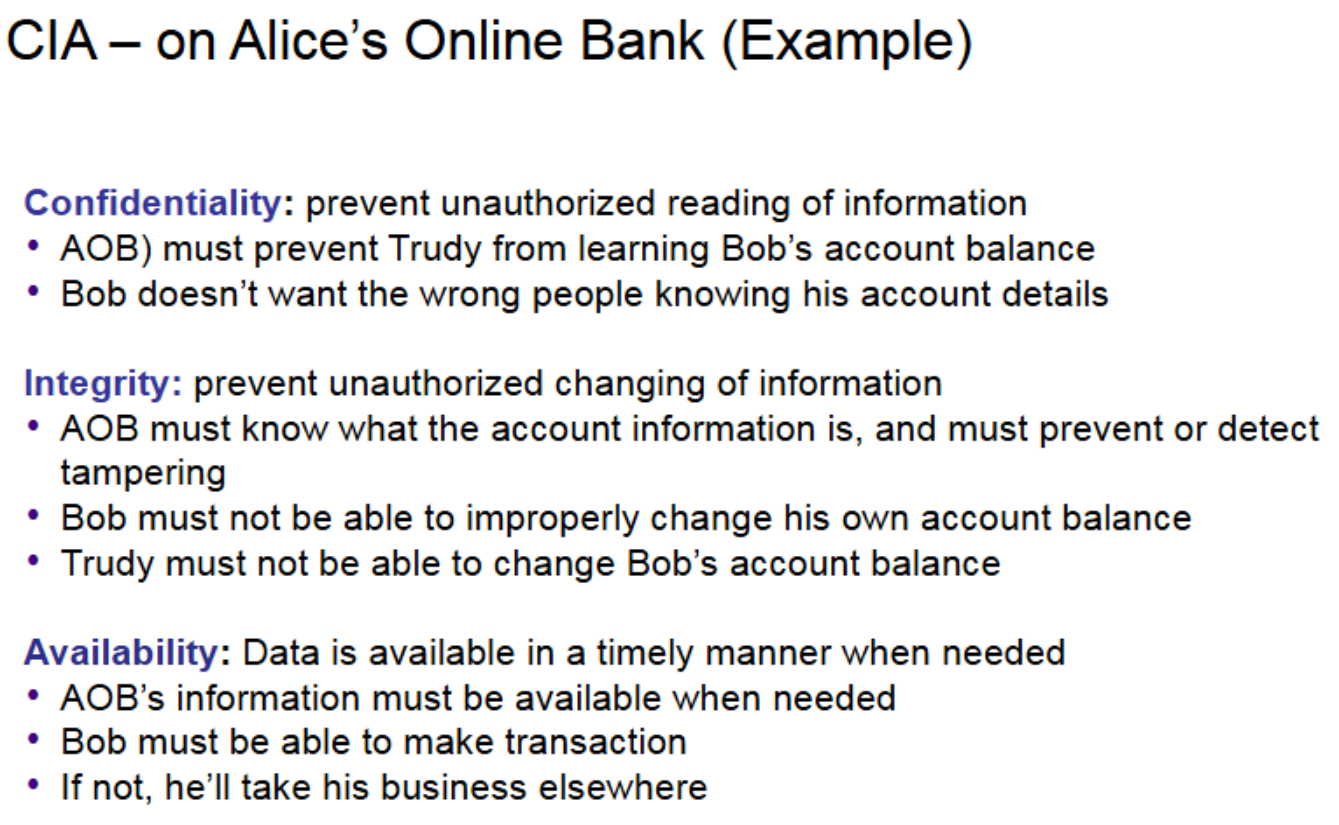 CIA – on Alice’s Online Bank (Example)
Confidentiality: prevent unauthorized reading of information
• AOB) must prevent Trudy from learning Bob’s account balance
• Bob doesn’t want the wrong people knowing his account details
Integrity: prevent unauthorized changing of information
• AOB must know what the account information is, and must prevent or detect
tampering
• Bob must not be able to improperly change his own account balance
• Trudy must not be able to change Bob’s account balance
Availability: Data is available in a timely manner when needed
• AOB’s information must be available when needed
• Bob must be able to make transaction
• If not, he’ll take his business elsewhere